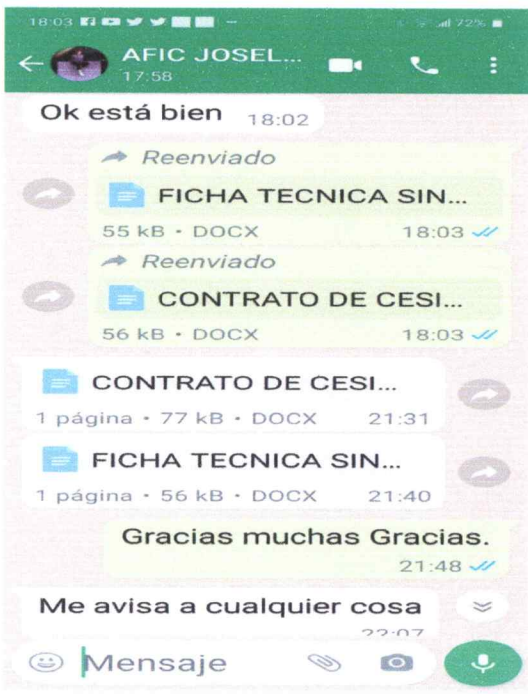 18:03 72%
AFIC JOSEL...
17:58
Ok está bien 18:02
Reenviado
FICHA TECNICA SIN...
55 kB · DOCX 18:03
Reenviado
CONTRATO DE CESI...
56 kB · DOCX 18:03
CONTRATO DE CESI...
1 página · 77 kB · DOCX 21:31
FICHA TECNICA SIN...
1 página · 56 kB · DOCX 21:40
Gracias muchas Gracias.
21:48
Me avisa a cualquier cosa
22:07
Mensaje